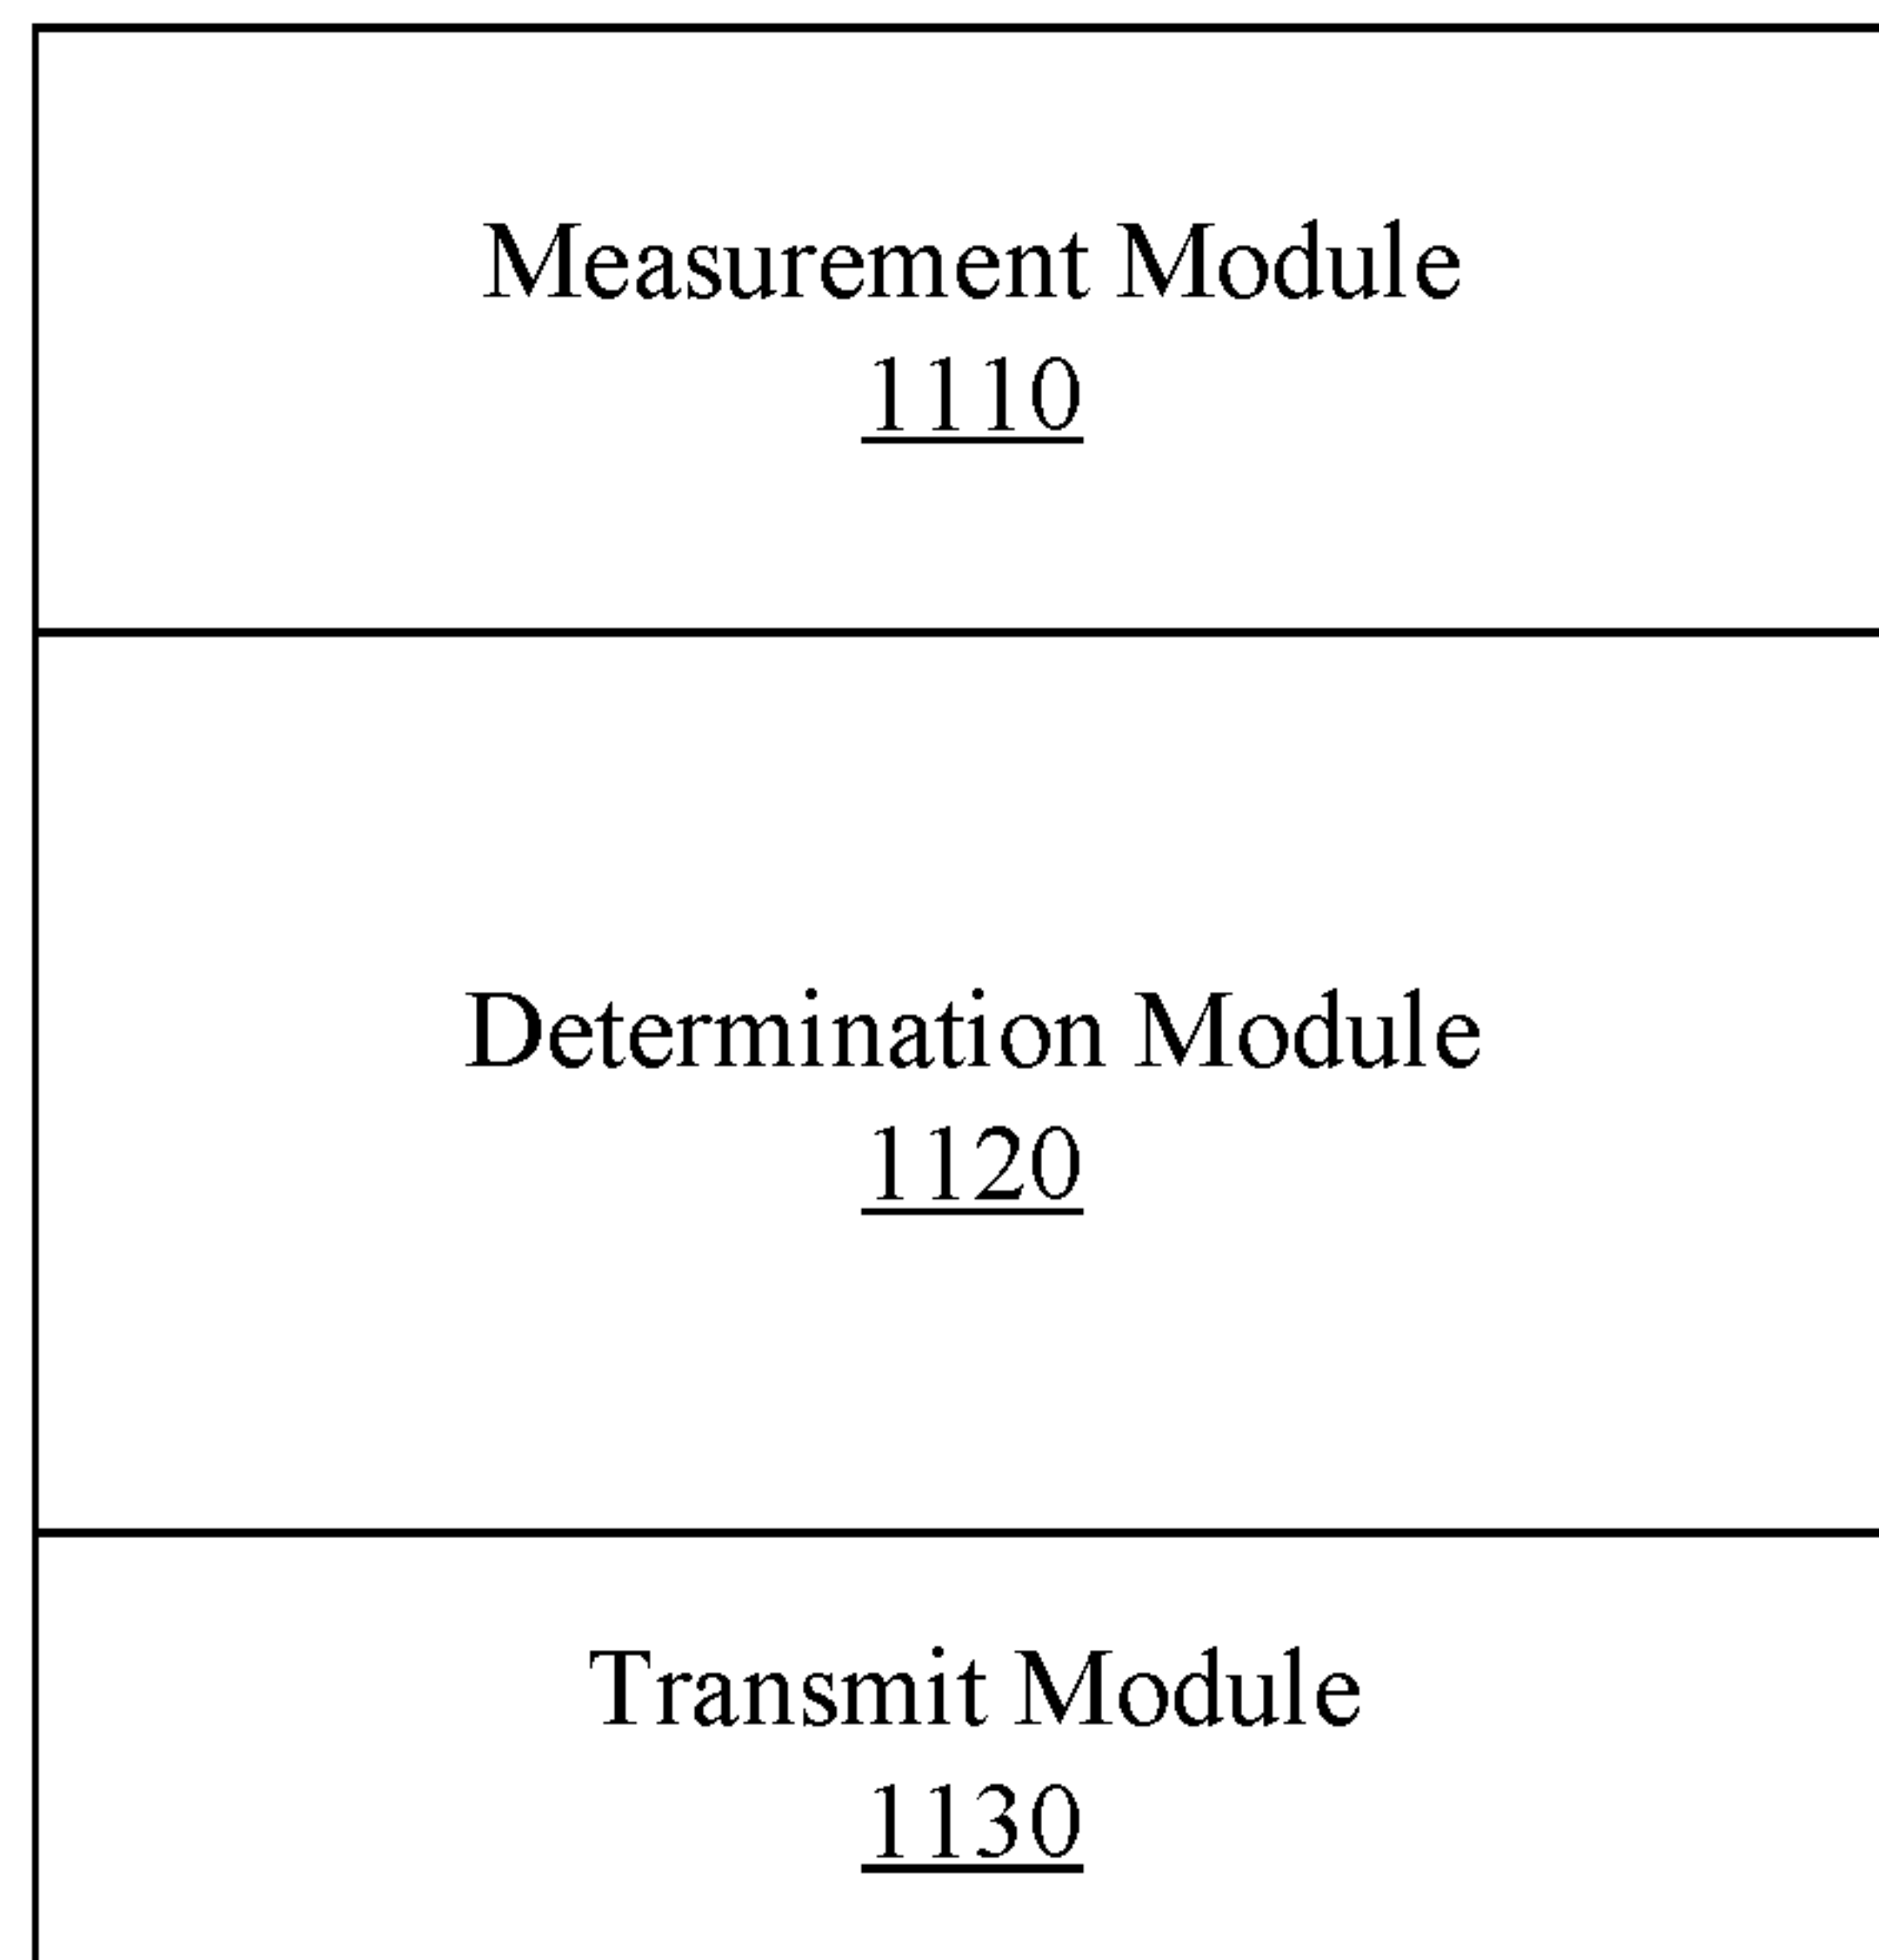 Measurement Module
1110
Determination Module
1120
Transmit Module
1130